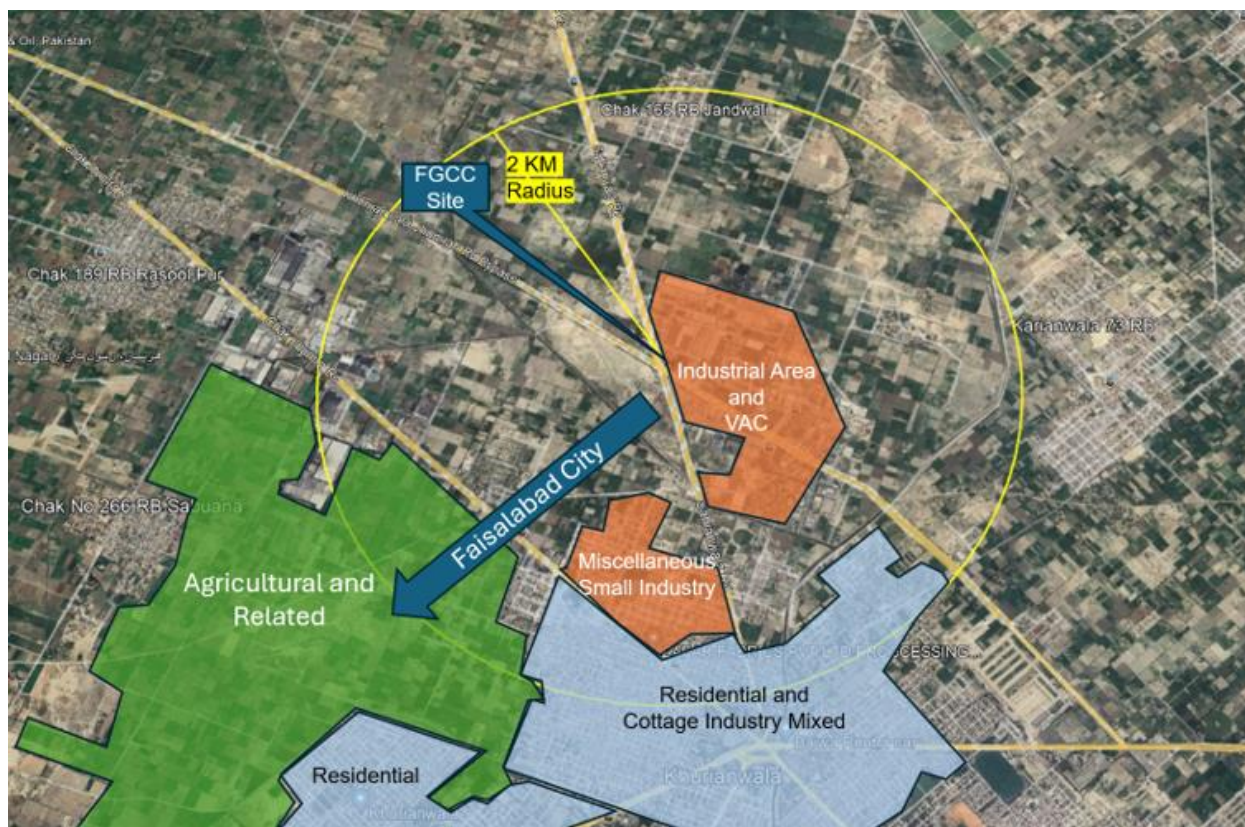 & Oil, Pakistan
Chak 165 RB Jandwali
2 KM
Radius
FGCC
Site
Chak 189 RB Rasool Pur
Karianwala 73 RB
Industrial Area
and
VAC
Faisalabad City
Chak No 266 RB Sabuana
Miscellaneous
Small Industry
Agricultural and
Related
Residential and
Cottage Industry Mixed
Residential
Khurianwala